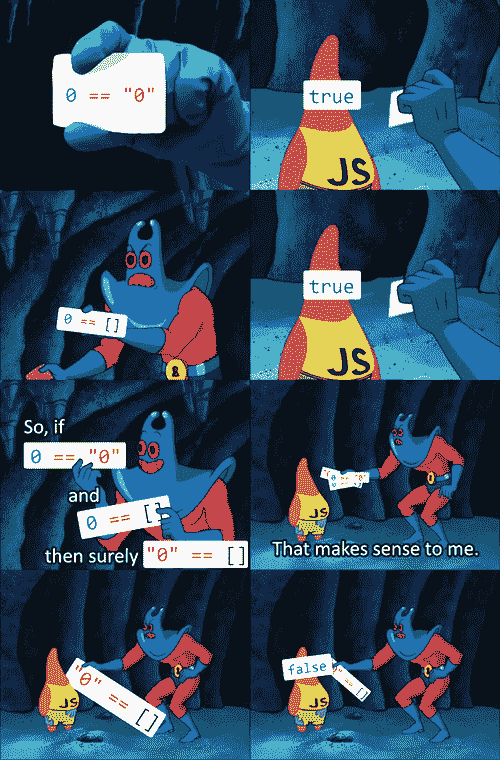 0 == "0"
true
JS
0 == []
true
JS
So, if
0 == "0"
and
0 == []
then surely "0" == []
JS
That makes sense to me.
"0" == []
JS
false
== []
JS